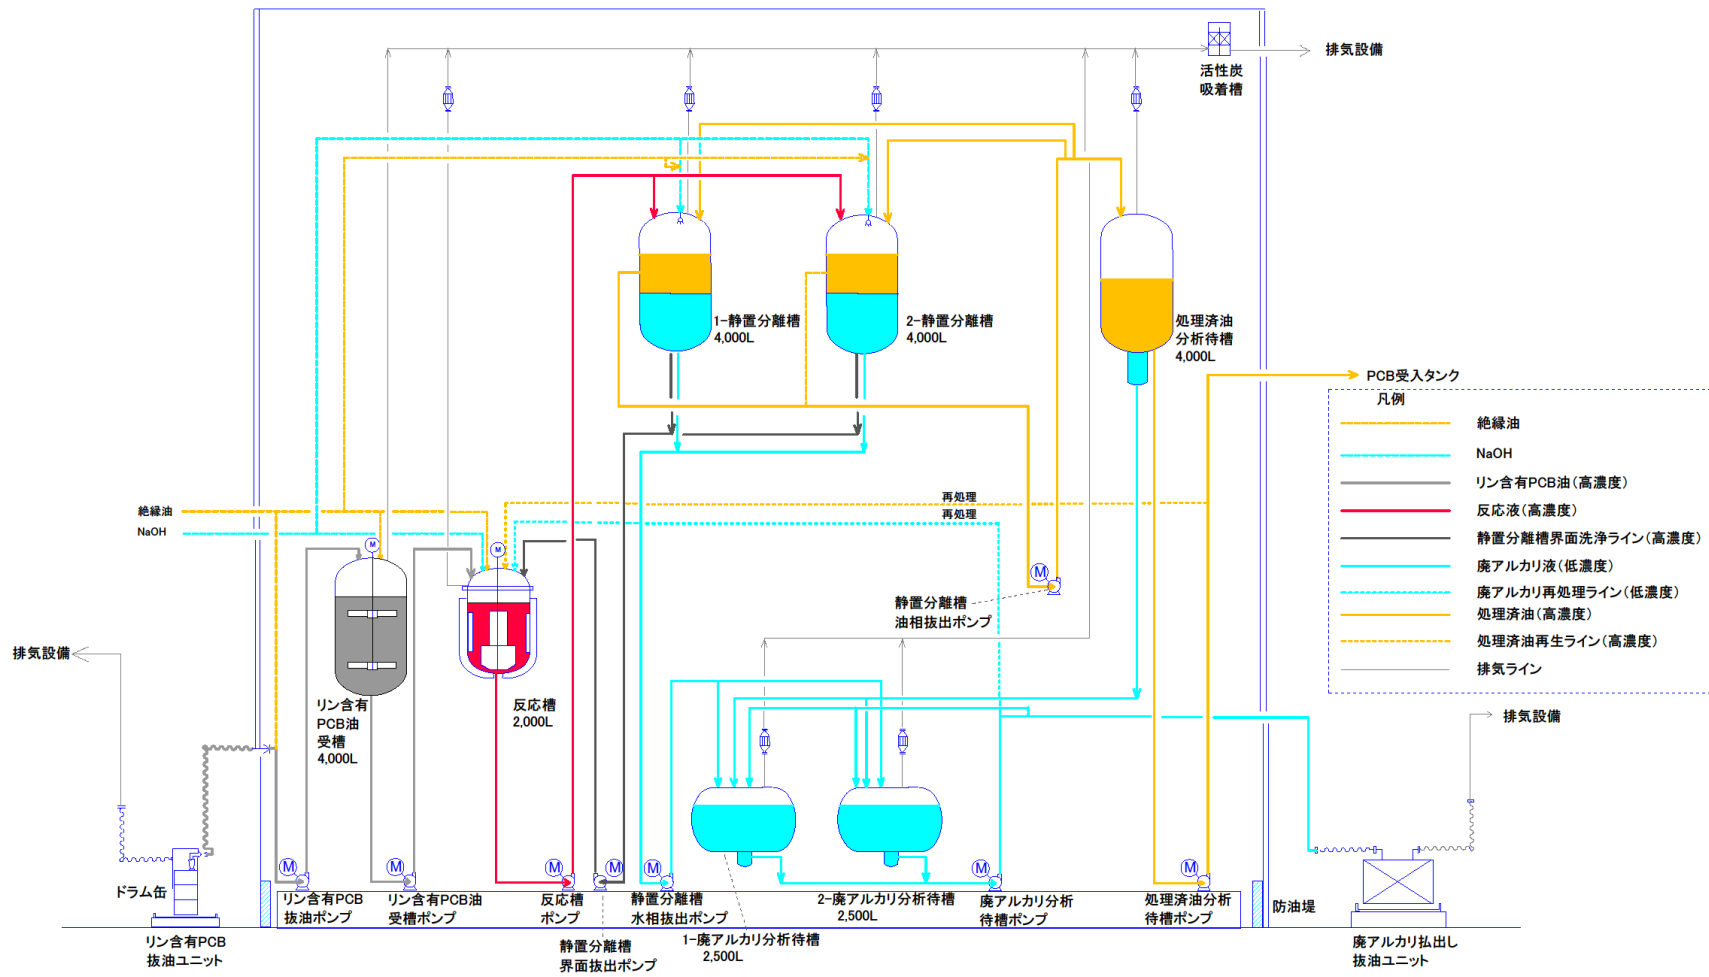 排気設備
活性炭
吸着槽
1-静置分離槽
4,000L
2-静置分離槽
4,000L
処理済油
分析待槽
4,000L
PCB受入タンク
凡例
絶縁油
NaOH
リン含有PCB油(高濃度)
反応液(高濃度)
静置分離槽界面洗浄ライン(高濃度)
廃アルカリ液(低濃度)
廃アルカリ再処理ライン(低濃度)
処理済油(高濃度)
処理済油再生ライン(高濃度)
排気ライン
再処理
再処理
絶縁油
NaOH
M
M
M
静置分離槽
油相抜出ポンプ
排気設備
リン含有
PCB油
受槽
4,000L
反応槽
2,000L
排気設備
M
M
M
M
M
M
M
ドラム缶
リン含有PCB
抜油ポンプ
リン含有PCB油
受槽ポンプ
反応槽
ポンプ
静置分離槽
水相抜出ポンプ
2-廃アルカリ分析待槽
2,500L
廃アルカリ分析
待槽ポンプ
処理済油分析
待槽ポンプ
防油堤
リン含有PCB
抜油ユニット
静置分離槽
界面抜出ポンプ
1-廃アルカリ分析待槽
2,500L
廃アルカリ払出し
抜油ユニット